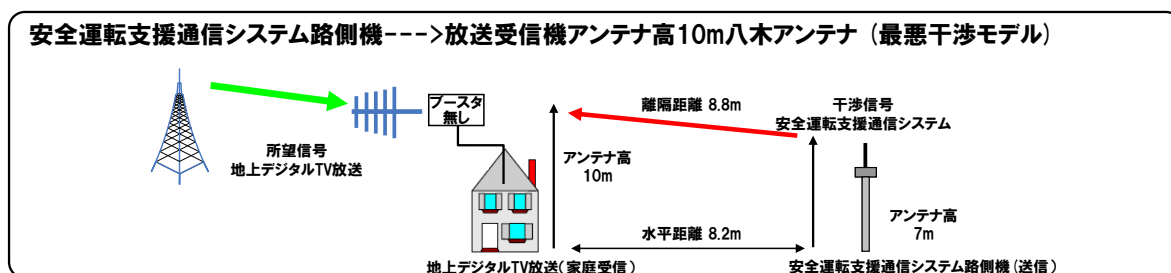 安全運転支援通信システム路側機--->放送受信機アンテナ高10m八木アンテナ (最悪干渉モデル)
ブースタ
無し
離隔距離 8.8m
干渉信号
安全運転支援通信システム
所望信号
地上デジタルTV放送
アンテナ高
10m
アンテナ高
7m
水平距離 8.2m
地上デジタルTV放送(家庭受信)
安全運転支援通信システム路側機(送信)